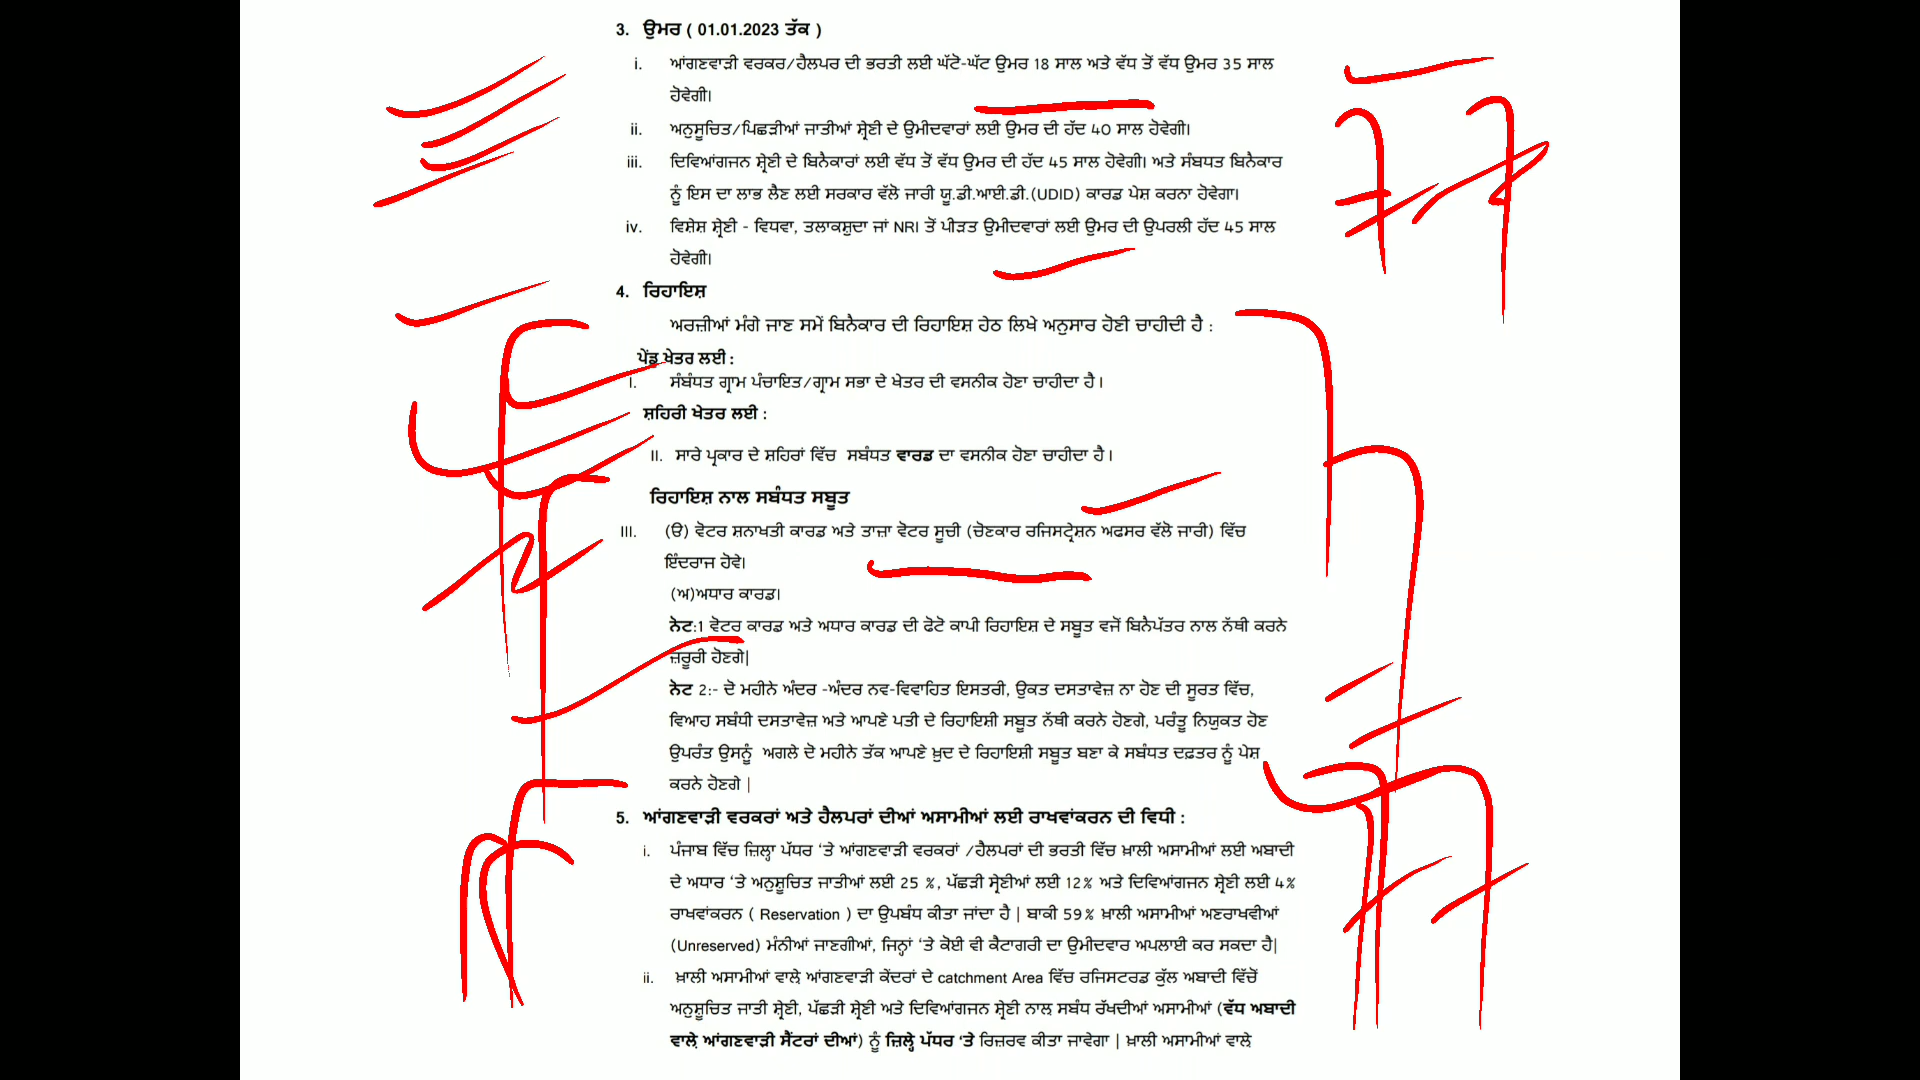 3. ਉਮਰ ( 01.01.2023 ਤੱਕ )
i. ਆਂਗਣਵਾੜੀ ਵਰਕਰ/ਹੈਲਪਰ ਦੀ ਭਰਤੀ ਲਈ ਘੱਟੋ-ਘੱਟ ਉਮਰ 18 ਸਾਲ ਅਤੇ ਵੱਧ ਤੋਂ ਵੱਧ ਉਮਰ 35 ਸਾਲ
ਹੋਵੇਗੀ।
ii. ਅਨੁਸੂਚਿਤ/ਪਿਛੜੀਆਂ ਜਾਤੀਆਂ ਸ਼੍ਰੇਣੀ ਦੇ ਉਮੀਦਵਾਰਾਂ ਲਈ ਉਮਰ ਦੀ ਹੱਦ 40 ਸਾਲ ਹੋਵੇਗੀ।
iii. ਦਿਵਿਆਂਗਜਨ ਸ਼੍ਰੇਣੀ ਦੇ ਬਿਨੈਕਾਰਾਂ ਲਈ ਵੱਧ ਤੋਂ ਵੱਧ ਉਮਰ ਦੀ ਹੱਦ 45 ਸਾਲ ਹੋਵੇਗੀ। ਅਤੇ ਸੰਬਧਤ ਬਿਨੈਕਾਰ
ਨੂੰ ਇਸ ਦਾ ਲਾਭ ਲੈਣ ਲਈ ਸਰਕਾਰ ਵੱਲੋ ਜਾਰੀ ਯੂ.ਡੀ.ਆਈ.ਡੀ.(UDID) ਕਾਰਡ ਪੇਸ਼ ਕਰਨਾ ਹੋਵੇਗਾ।
iv. ਵਿਸ਼ੇਸ਼ ਸ਼੍ਰੇਣੀ - ਵਿਧਵਾ, ਤਲਾਕਸ਼ੁਦਾ ਜਾਂ NRI ਤੋਂ ਪੀੜਤ ਉਮੀਦਵਾਰਾਂ ਲਈ ਉਮਰ ਦੀ ਉਪਰਲੀ ਹੱਦ 45 ਸਾਲ
ਹੋਵੇਗੀ।
4. ਰਿਹਾਇਸ਼
ਅਰਜ਼ੀਆਂ ਮੰਗੇ ਜਾਣ ਸਮੇਂ ਬਿਨੈਕਾਰ ਦੀ ਰਿਹਾਇਸ਼ ਹੇਠ ਲਿਖੇ ਅਨੁਸਾਰ ਹੋਣੀ ਚਾਹੀਦੀ ਹੈ :
ਪੇਂਡੂ ਖੇਤਰ ਲਈ :
I. ਸੰਬੰਧਤ ਗ੍ਰਾਮ ਪੰਚਾਇਤ/ਗ੍ਰਾਮ ਸਭਾ ਦੇ ਖੇਤਰ ਦੀ ਵਸਨੀਕ ਹੋਣਾ ਚਾਹੀਦਾ ਹੈ ।
ਸ਼ਹਿਰੀ ਖੇਤਰ ਲਈ :
II. ਸਾਰੇ ਪ੍ਰਕਾਰ ਦੇ ਸ਼ਹਿਰਾਂ ਵਿੱਚ ਸਬੰਧਤ ਵਾਰਡ ਦਾ ਵਸਨੀਕ ਹੋਣਾ ਚਾਹੀਦਾ ਹੈ ।
ਰਿਹਾਇਸ਼ ਨਾਲ ਸਬੰਧਤ ਸਬੂਤ
III. (ੳ) ਵੋਟਰ ਸ਼ਨਾਖਤੀ ਕਾਰਡ ਅਤੇ ਤਾਜ਼ਾ ਵੋਟਰ ਸੂਚੀ (ਚੋਣਕਾਰ ਰਜਿਸਟ੍ਰੇਸ਼ਨ ਅਫਸਰ ਵੱਲੋ ਜਾਰੀ) ਵਿੱਚ
ਇੰਦਰਾਜ ਹੋਵੇ।
(ਅ)ਅਧਾਰ ਕਾਰਡ।
ਨੋਟ:1 ਵੋਟਰ ਕਾਰਡ ਅਤੇ ਅਧਾਰ ਕਾਰਡ ਦੀ ਫੋਟੋ ਕਾਪੀ ਰਿਹਾਇਸ਼ ਦੇ ਸਬੂਤ ਵਜੋਂ ਬਿਨੈਪੱਤਰ ਨਾਲ ਨੱਥੀ ਕਰਨੇ
ਜ਼ਰੂਰੀ ਹੋਣਗੇ|
ਨੋਟ 2:- ਦੋ ਮਹੀਨੇ ਅੰਦਰ -ਅੰਦਰ ਨਵ-ਵਿਵਾਹਿਤ ਇਸਤਰੀ, ਉਕਤ ਦਸਤਾਵੇਜ਼ ਨਾ ਹੋਣ ਦੀ ਸੂਰਤ ਵਿੱਚ,
ਵਿਆਹ ਸਬੰਧੀ ਦਸਤਾਵੇਜ਼ ਅਤੇ ਆਪਣੇ ਪਤੀ ਦੇ ਰਿਹਾਇਸ਼ੀ ਸਬੂਤ ਨੱਥੀ ਕਰਨੇ ਹੋਣਗੇ, ਪਰੰਤੂ ਨਿਯੁਕਤ ਹੋਣ
ਉਪਰੰਤ ਉਸਨੂੰ ਅਗਲੇ ਦੋ ਮਹੀਨੇ ਤੱਕ ਆਪਣੇ ਖ਼ੁਦ ਦੇ ਰਿਹਾਇਸ਼ੀ ਸਬੂਤ ਬਣਾ ਕੇ ਸਬੰਧਤ ਦਫ਼ਤਰ ਨੂੰ ਪੇਸ਼
ਕਰਨੇ ਹੋਣਗੇ |
5. ਆਂਗਣਵਾੜੀ ਵਰਕਰਾਂ ਅਤੇ ਹੈਲਪਰਾਂ ਦੀਆਂ ਅਸਾਮੀਆਂ ਲਈ ਰਾਖਵਾਂਕਰਨ ਦੀ ਵਿਧੀ :
i. ਪੰਜਾਬ ਵਿੱਚ ਜ਼ਿਲ੍ਹਾ ਪੱਧਰ ‘ਤੇ ਆਂਗਣਵਾੜੀ ਵਰਕਰਾਂ /ਹੈਲਪਰਾਂ ਦੀ ਭਰਤੀ ਵਿੱਚ ਖ਼ਾਲੀ ਅਸਾਮੀਆਂ ਲਈ ਅਬਾਦੀ
ਦੇ ਅਧਾਰ ‘ਤੇ ਅਨੁਸ਼ੂਚਿਤ ਜਾਤੀਆਂ ਲਈ 25 %, ਪੱਛੜੀ ਸ੍ਰੇਣੀਆਂ ਲਈ 12% ਅਤੇ ਦਿਵਿਆਂਗਜਨ ਸ਼੍ਰੇਣੀ ਲਈ 4%
ਰਾਖਵਾਂਕਰਨ ( Reservation ) ਦਾ ਉਪਬੰਧ ਕੀਤਾ ਜਾਂਦਾ ਹੈ | ਬਾਕੀ 59% ਖ਼ਾਲੀ ਅਸਾਮੀਆਂ ਅਣਰਾਖਵੀਆਂ
(Unreserved) ਮੰਨੀਆਂ ਜਾਣਗੀਆਂ, ਜਿਨ੍ਹਾਂ ‘ਤੇ ਕੋਈ ਵੀ ਕੈਟਾਗਰੀ ਦਾ ਉਮੀਦਵਾਰ ਅਪਲਾਈ ਕਰ ਸਕਦਾ ਹੈ|
ii. ਖ਼ਾਲੀ ਅਸਾਮੀਆਂ ਵਾਲੇ਼ ਆਂਗਣਵਾੜੀ ਕੇਂਦਰਾਂ ਦੇ catchment Area ਵਿੱਚ ਰਜਿਸਟਰਡ ਕੁੱਲ ਅਬਾਦੀ ਵਿੱਚੋਂ
ਅਨੁਸ਼ੂਚਿਤ ਜਾਤੀ ਸ਼੍ਰੇਣੀ, ਪੱਛੜੀ ਸ਼੍ਰੇਣੀ ਅਤੇ ਦਿਵਿਆਂਗਜਨ ਸ਼੍ਰੇਣੀ ਨਾਲ਼ ਸਬੰਧ ਰੱਖਦੀਆਂ ਅਸਾਮੀਆਂ (ਵੱਧ ਅਬਾਦੀ
ਵਾਲੇ਼ ਆਂਗਣਵਾੜੀ ਸੈਂਟਰਾਂ ਦੀਆਂ) ਨੂੰ ਜ਼ਿਲ੍ਹੇ ਪੱਧਰ ‘ਤੇ ਰਿਜ਼ਰਵ ਕੀਤਾ ਜਾਵੇਗਾ | ਖ਼ਾਲੀ ਅਸਾਮੀਆਂ ਵਾਲੇ਼